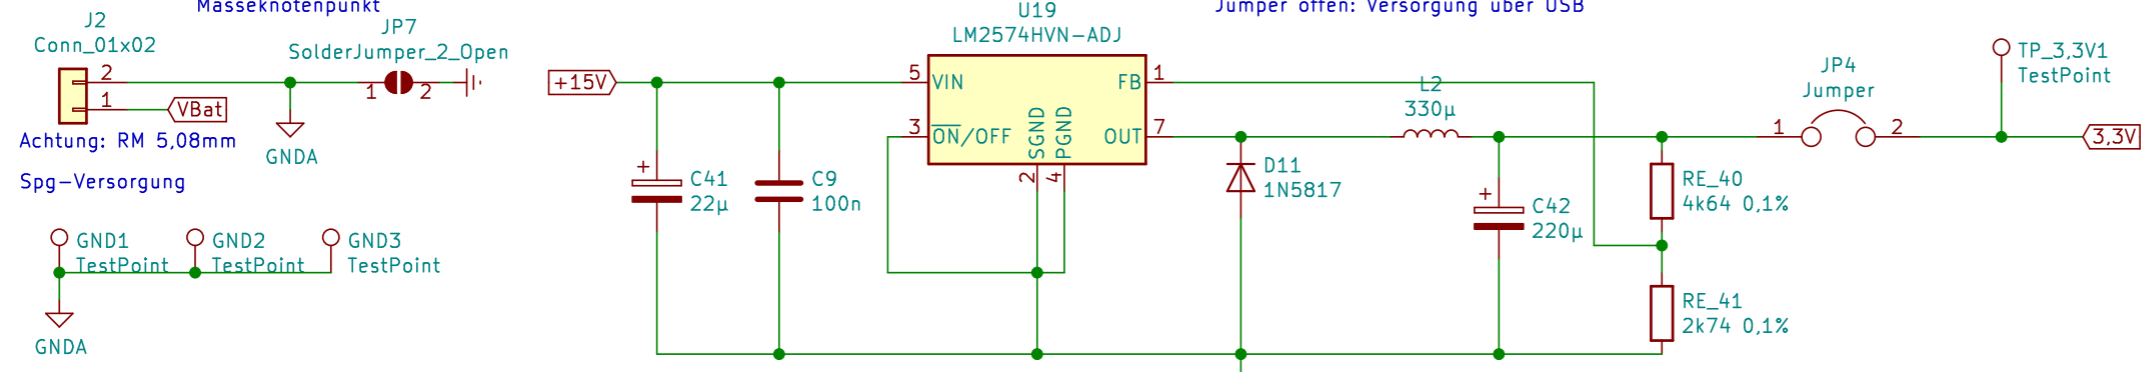 Masseknotenpunkt
J2
Conn_01x02
2
1
VBat
Achtung: RM 5,08mm
Spg-Versorgung
JP7
SolderJumper_2_Open
1
2
GNDA
GND1
TestPoint
GND2
TestPoint
GND3
TestPoint
GNDA
Jumper offen: Versorgung über USB
+15V
C41
22µ
+
C9
100n
U19
LM2574HVN-ADJ
5
VIN
3
ON/OFF
SGND
PGND
2
4
FB
1
OUT
7
D11
1N5817
L2
330µ
+
C42
220µ
RE_40
4k64 0,1%
RE_41
2k74 0,1%
JP4
Jumper
1
2
TP_3,3V1
TestPoint
3,3V